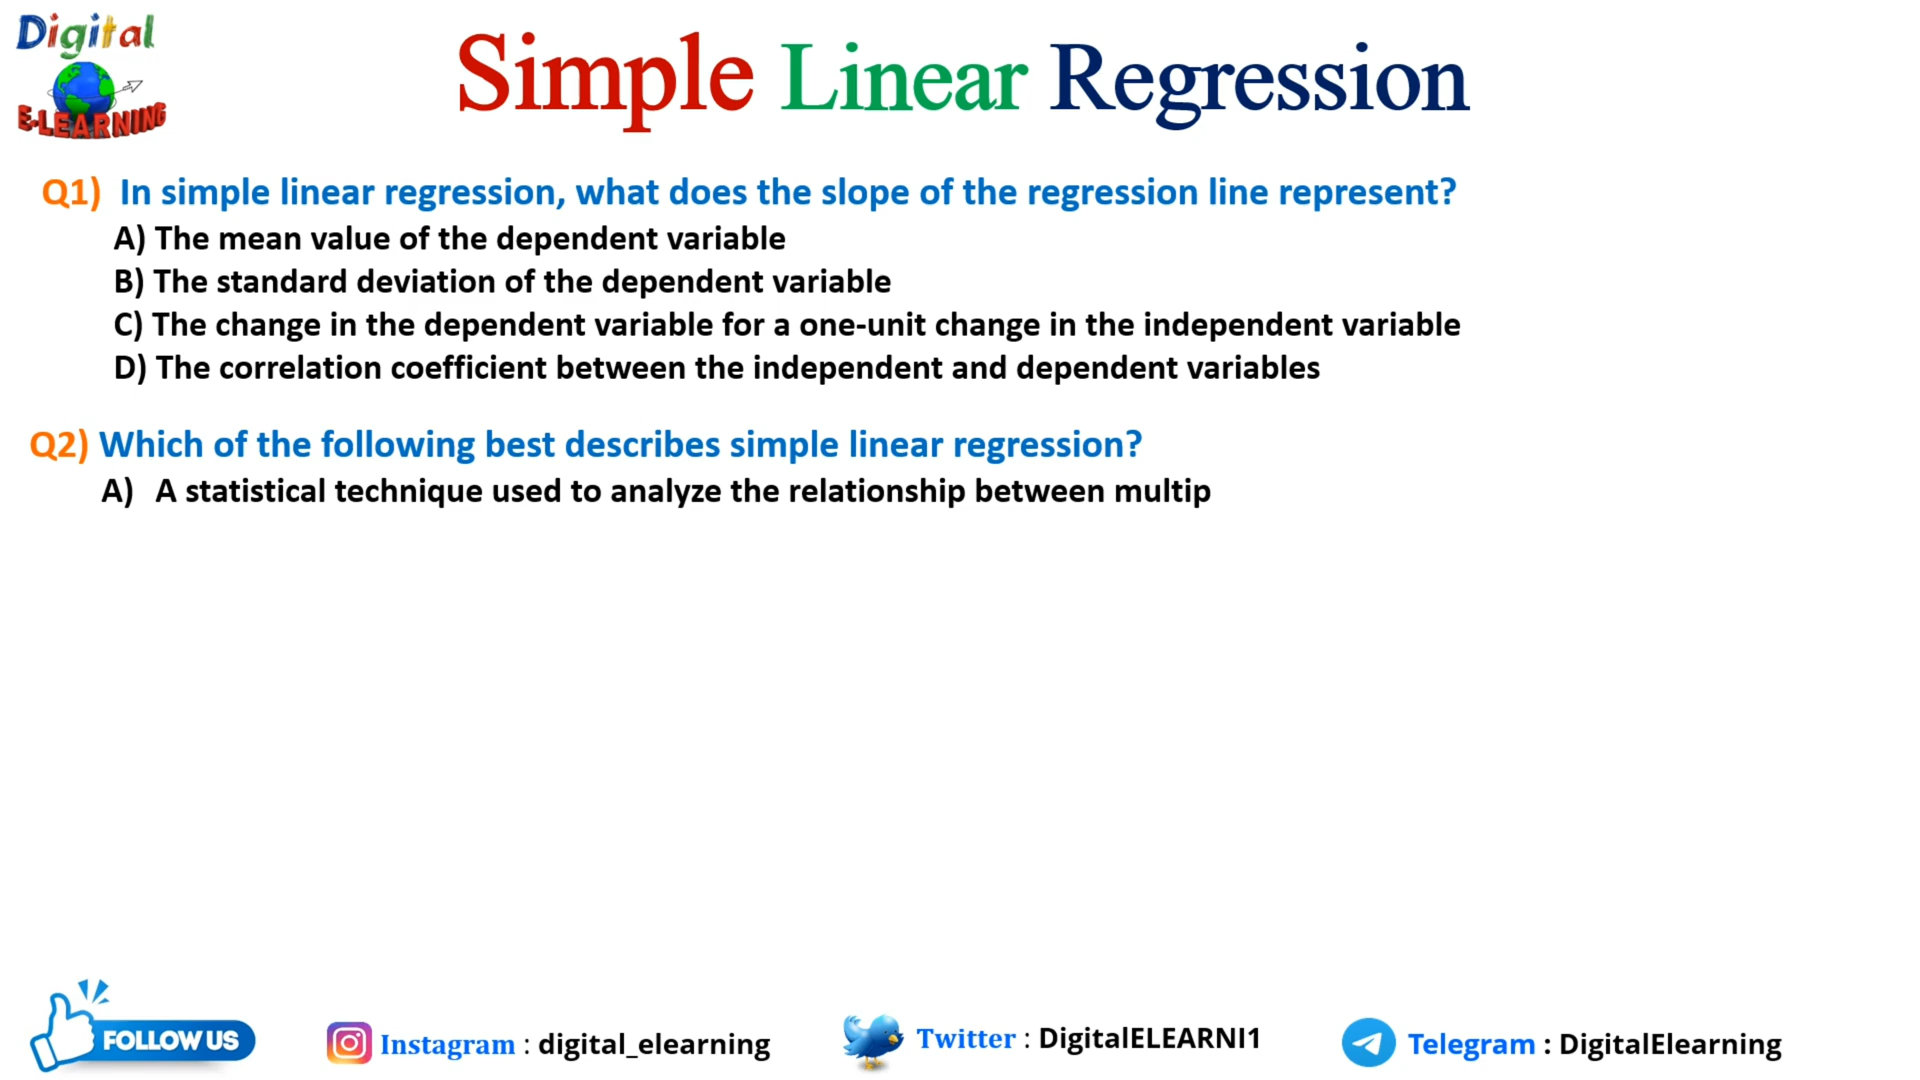 Digital
E-LEARNING
Simple Linear Regression
Q1) In simple linear regression, what does the slope of the regression line represent?
A) The mean value of the dependent variable
B) The standard deviation of the dependent variable
C) The change in the dependent variable for a one-unit change in the independent variable
D) The correlation coefficient between the independent and dependent variables
Q2) Which of the following best describes simple linear regression?
A) A statistical technique used to analyze the relationship between multip
FOLLOW US
Instagram : digital_elearning
Twitter : DigitalELEARNI1
Telegram : DigitalElearning